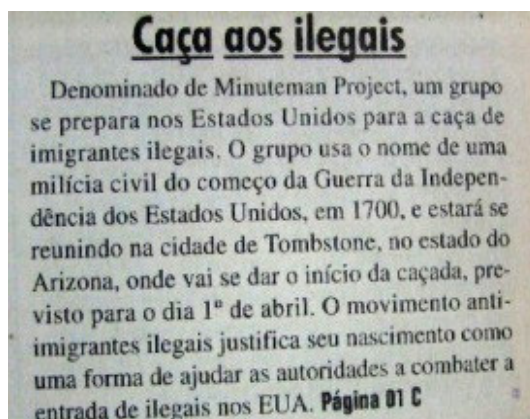 Caça aos ilegais
Denominado de Minuteman Project, um grupo
se prepara nos Estados Unidos para a caça de
imigrantes ilegais. O grupo usa o nome de uma
milícia civil do começo da Guerra da Indepen-
dência dos Estados Unidos, em 1700, e estará se
reunindo na cidade de Tombstone, no estado do
Arizona, onde vai se dar o início da caçada, pre-
visto para o dia 1º de abril. O movimento anti-
imigrantes ilegais justifica seu nascimento como
uma forma de ajudar as autoridades a combater a
entrada de ilegais nos EUA. Página 01 C